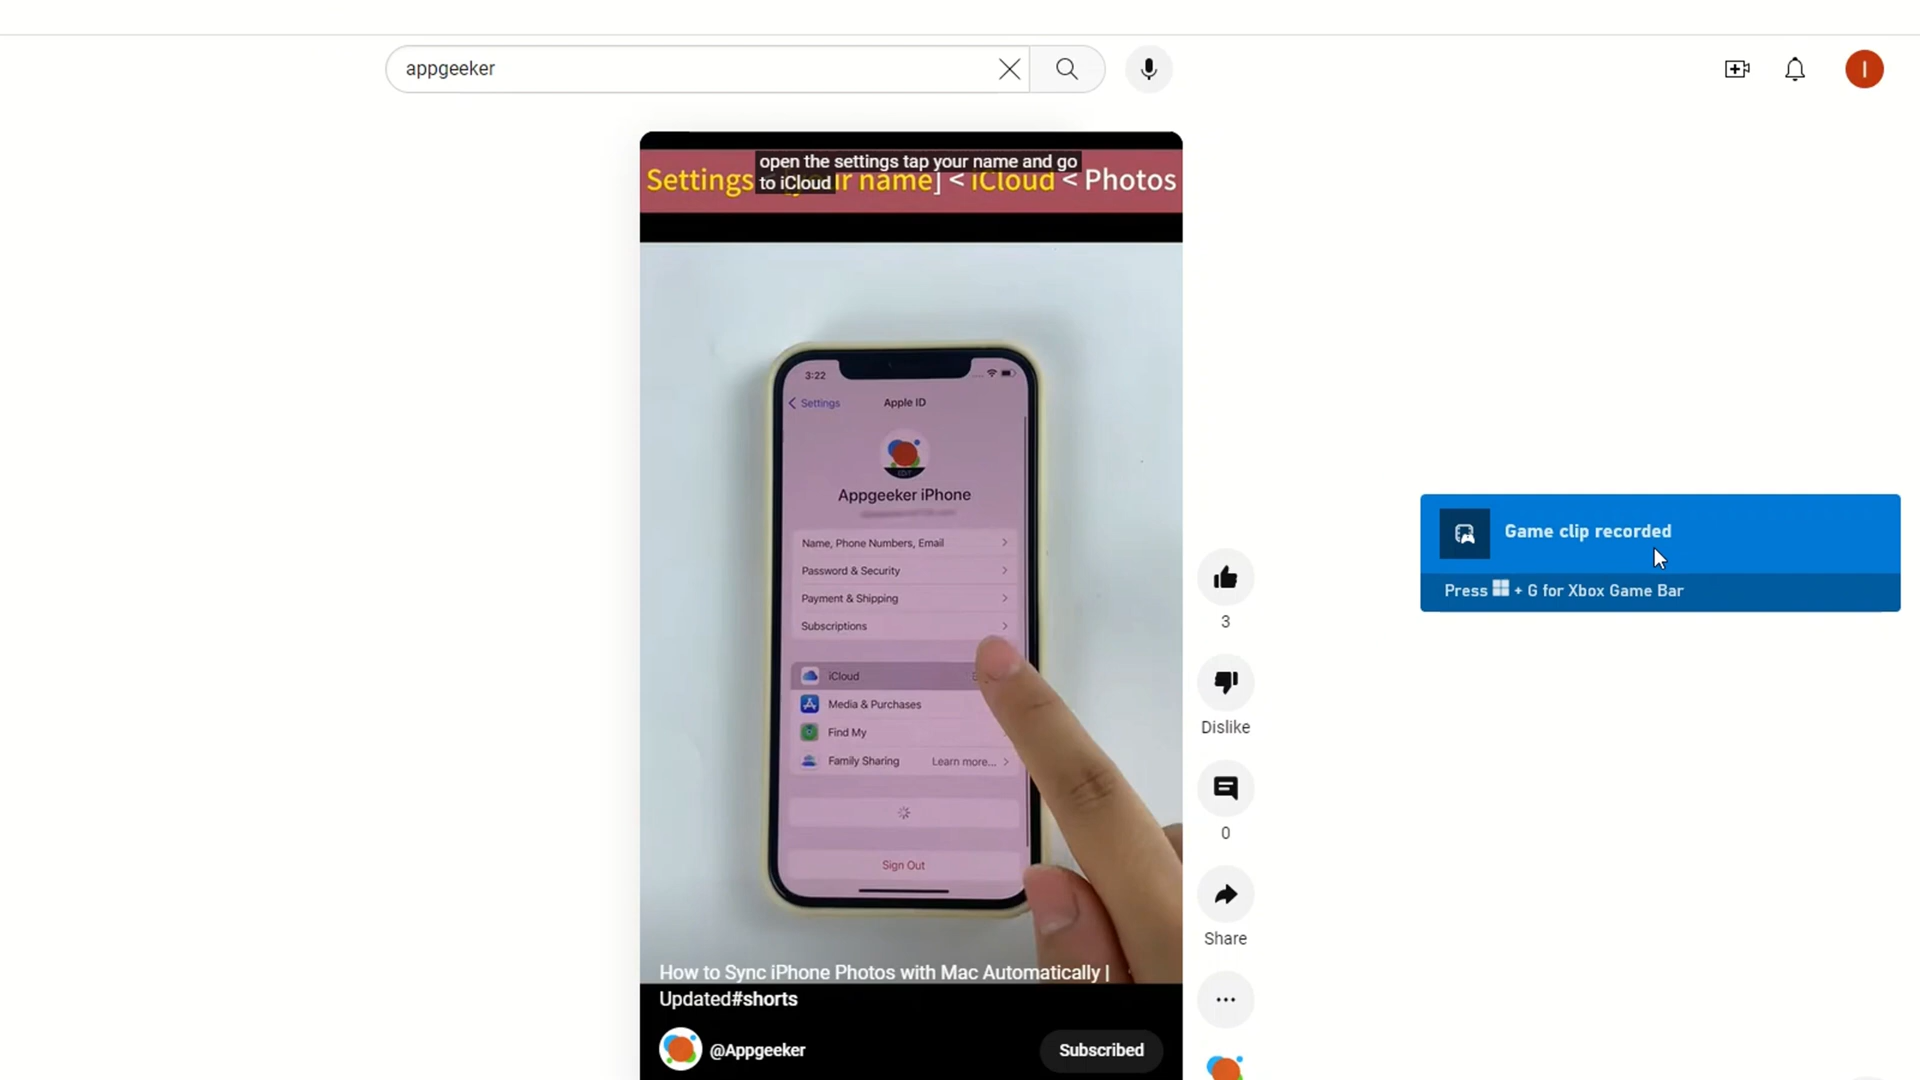 appgeeker
I
open the settings tap your name and go
to iCloud
Settings ur name] < iCloud < Photos
3:22
Settings
Apple ID
EDIT
Appgeeker iPhone
Name, Phone Numbers, Email
Password & Security
Payment & Shipping
Subscriptions
iCloud
Media & Purchases
Find My
Family Sharing Learn more...
Sign Out
How to Sync iPhone Photos with Mac Automatically |
Updated#shorts
@Appgeeker
Subscribed
3
Dislike
0
Share
Game clip recorded
Press + G for Xbox Game Bar